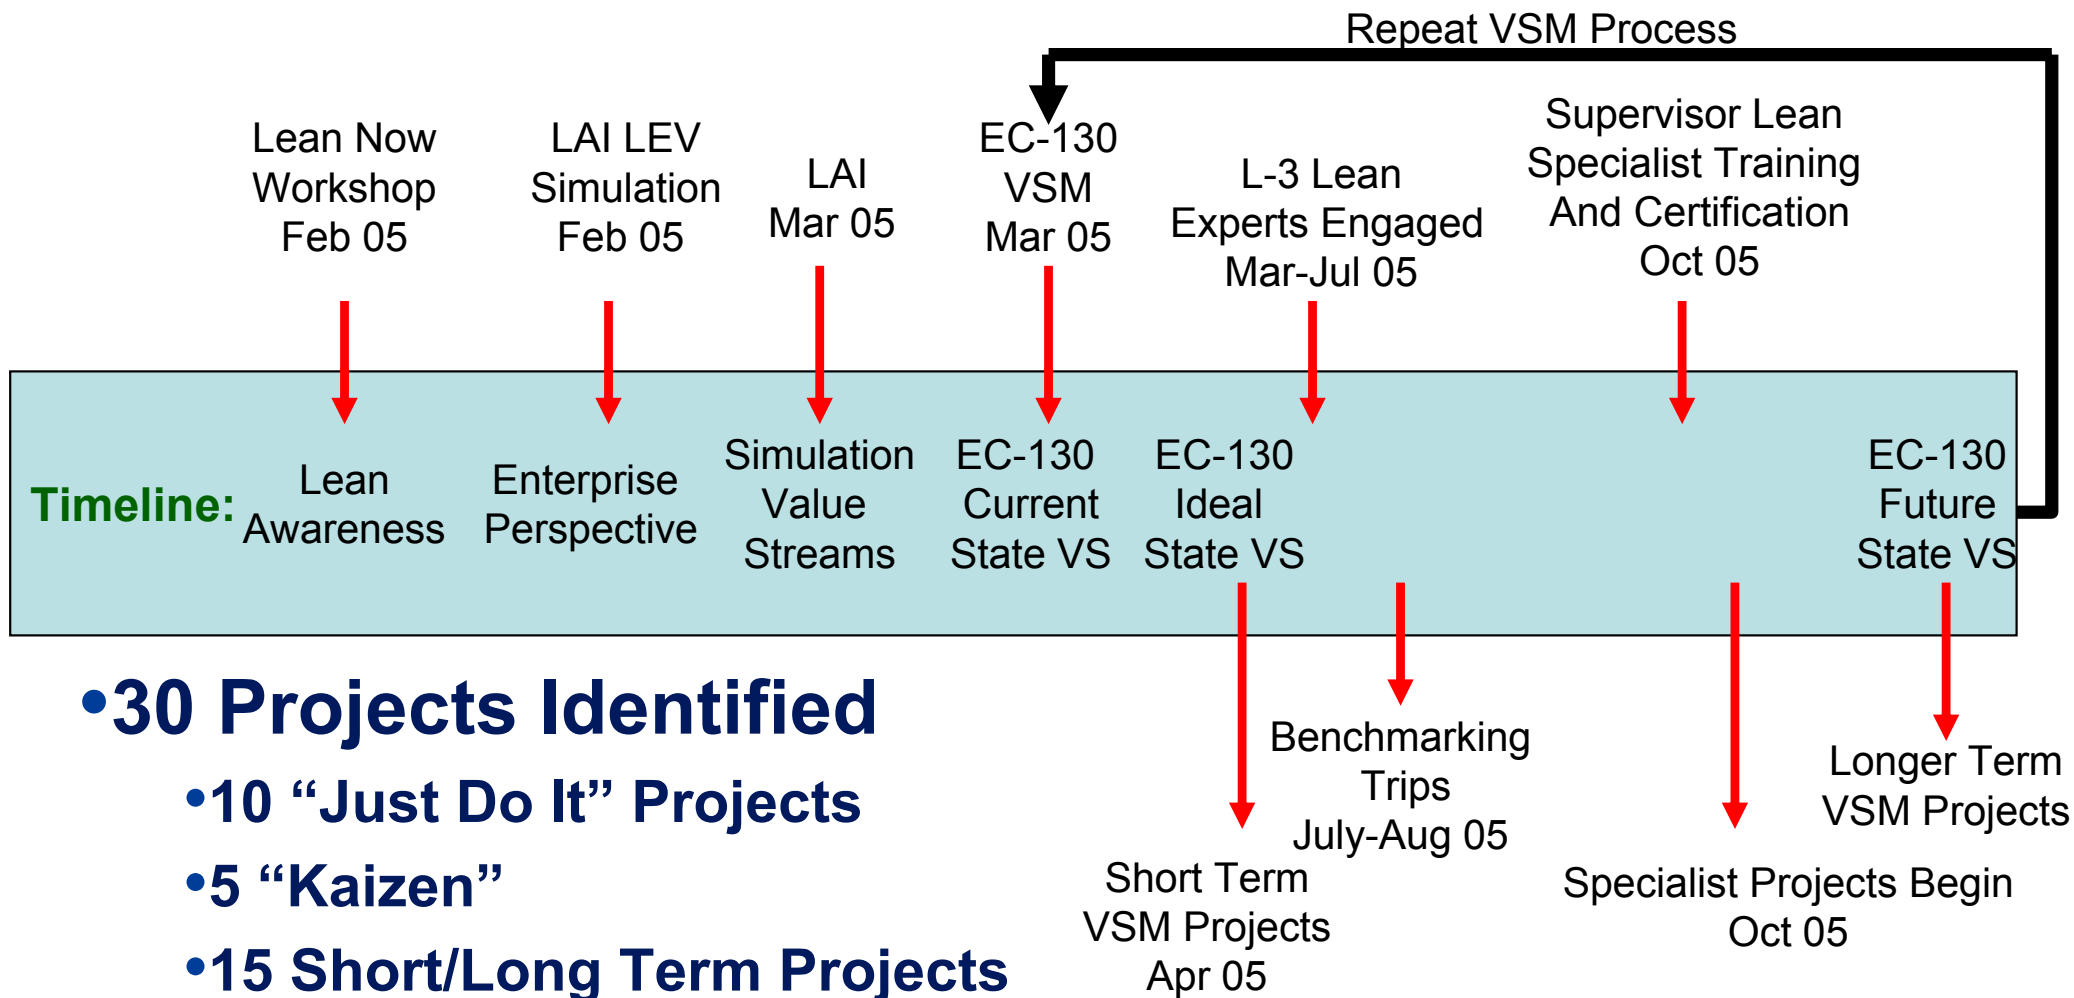 Repeat VSM Process
Lean Now
Workshop
Feb 05
LAI LEV
Simulation
Feb 05
LAI
Mar 05
EC-130
VSM
Mar 05
L-3 Lean
Experts Engaged
Mar-Jul 05
Supervisor Lean
Specialist Training
And Certification
Oct 05
Timeline:
Lean
Awareness
Enterprise
Perspective
Simulation
Value
Streams
EC-130
Current
State VS
EC-130
Ideal
State VS
EC-130
Future
State VS
•30 Projects Identified
•10 “Just Do It” Projects
•5 “Kaizen”
•15 Short/Long Term Projects
Short Term
VSM Projects
Apr 05
Benchmarking
Trips
July-Aug 05
Specialist Projects Begin
Oct 05
Longer Term
VSM Projects